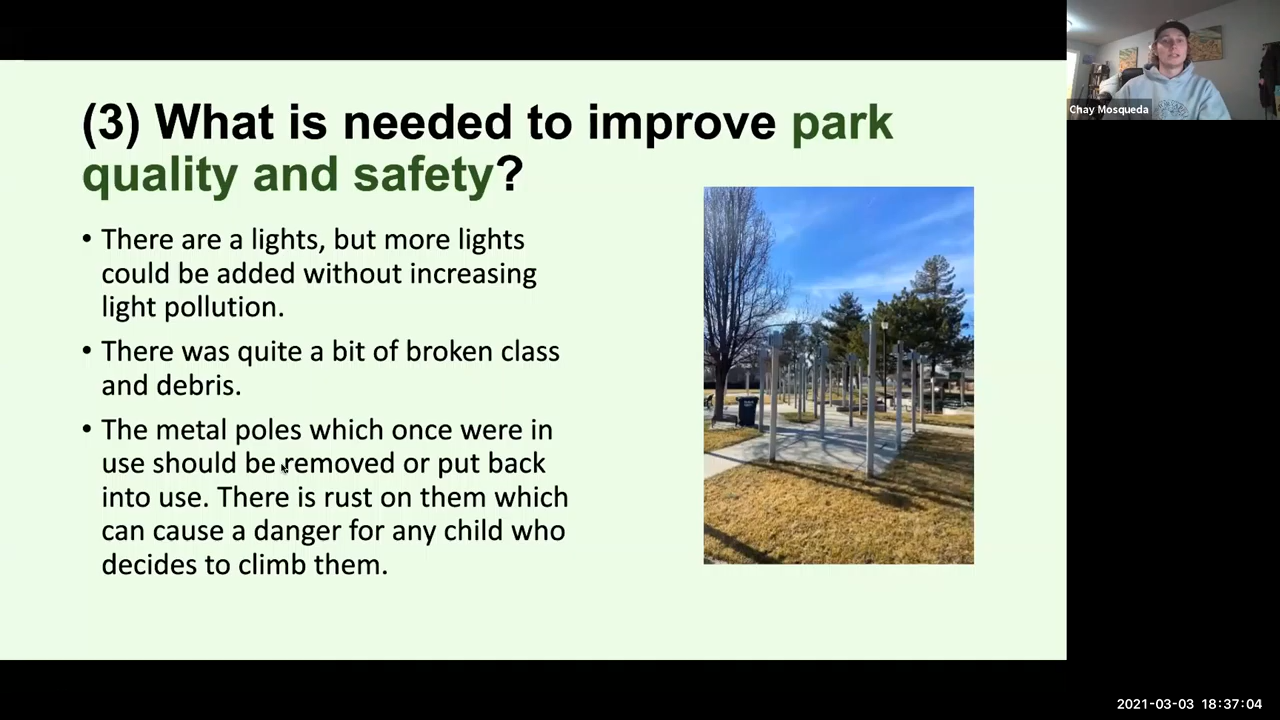 (3) What is needed to improve park
quality and safety?
• There are a lights, but more lights
could be added without increasing
light pollution.
• There was quite a bit of broken class
and debris.
• The metal poles which once were in
use should be removed or put back
into use. There is rust on them which
can cause a danger for any child who
decides to climb them.
Chay Mosqueda
2021-03-03 18:37:04